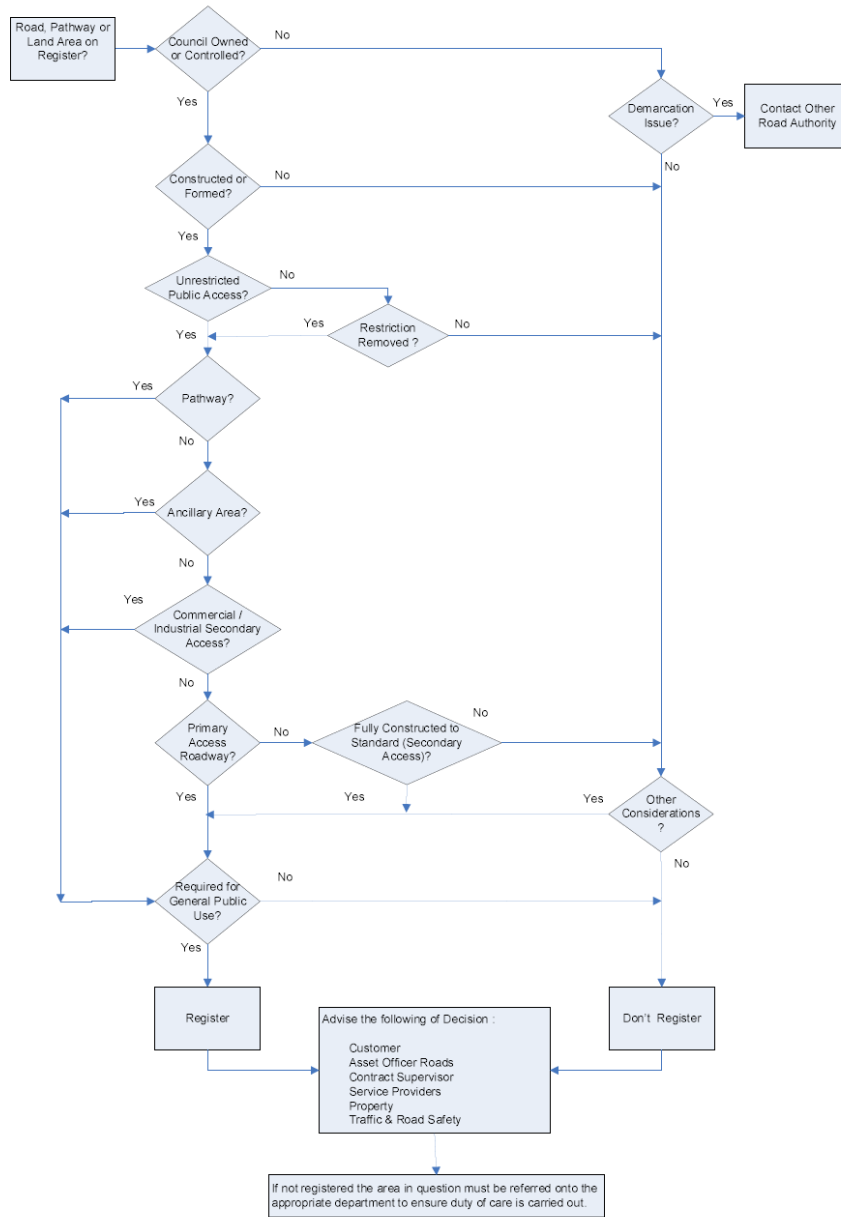 Road, Pathway or
Land Area on
Register?
Council Owned
or Controlled?
No
Yes
Demarcation
Issue?
Yes
Contact Other
Road Authority
No
Constructed or
Formed?
No
Yes
Unrestricted
Public Access?
No
Yes
Yes
Restriction
Removed ?
No
Yes
Pathway?
No
Yes
Ancillary Area?
No
Yes
Commercial /
Industrial Secondary
Access?
No
Primary
Access
Roadway?
No
Fully Constructed to
Standard (Secondary
Access)?
No
Yes
Yes
Yes
Other
Considerations
?
No
Required for
General Public
Use?
No
Yes
Register
Don't Register
Advise the following of Decision :
Customer
Asset Officer Roads
Contract Supervisor
Service Providers
Property
Traffic & Road Safety
If not registered the area in question must be referred onto the
appropriate department to ensure duty of care is carried out.